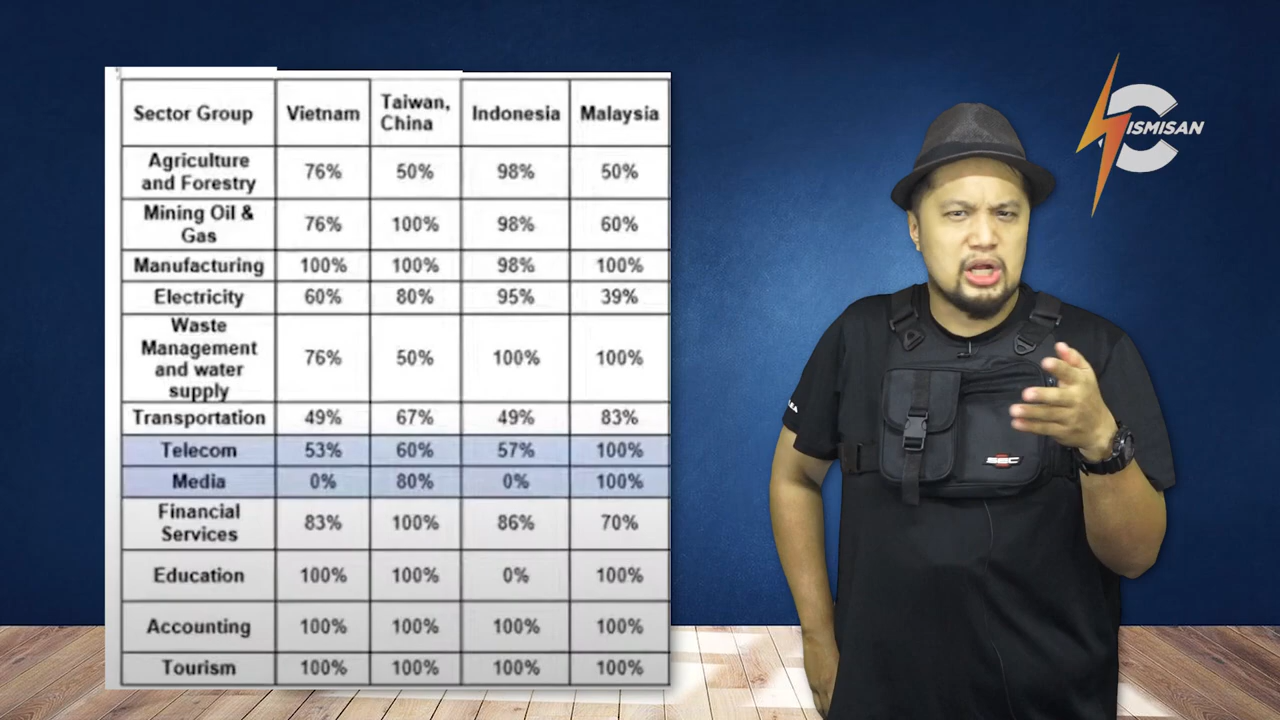 Sector Group Vietnam Taiwan, China Indonesia Malaysia
Agriculture and Forestry 76% 50% 98% 50%
Mining Oil & Gas 76% 100% 98% 60%
Manufacturing 100% 100% 98% 100%
Electricity 60% 80% 95% 39%
Waste Management and water supply 76% 50% 100% 100%
Transportation 49% 67% 49% 83%
Telecom 53% 60% 57% 100%
Media 0% 80% 0% 100%
Financial Services 83% 100% 86% 70%
Education 100% 100% 0% 100%
Accounting 100% 100% 100% 100%
Tourism 100% 100% 100% 100%
CISMISAN
SEC